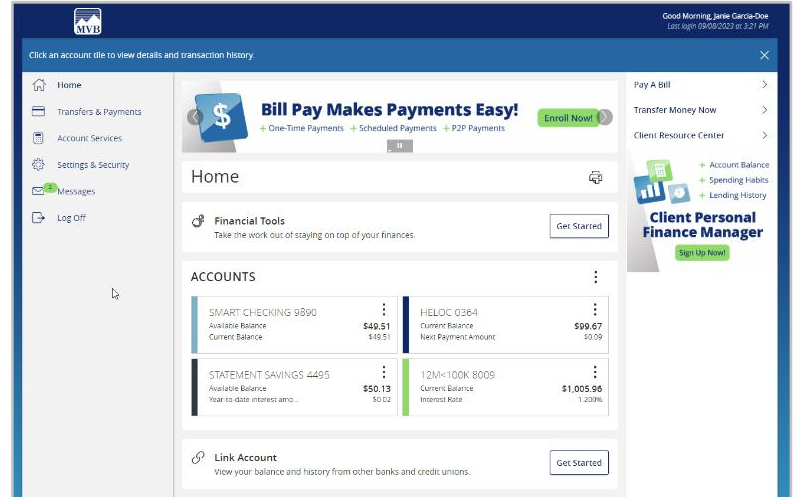 MVB
Good Morning, Janie Garcia-Doe
Last login 09/08/2023 at 3:21 PM
Click an account tile to view details and transaction history.
Home
Transfers & Payments
Account Services
Settings & Security
Messages
Log Off
Bill Pay Makes Payments Easy!
+ One-Time Payments + Scheduled Payments + P2P Payments
Enroll Now!
Home
Financial Tools
Take the work out of staying on top of your finances.
Get Started
ACCOUNTS
SMART CHECKING 9890
Available Balance $49.51
Current Balance $49.51
HELOC 0364
Current Balance $99.67
Next Payment Amount $0.09
STATEMENT SAVINGS 4495
Available Balance $50.13
Year-to-date interest amo... $0.02
12M<100K 8009
Current Balance $1,005.96
Interest Rate 1.200%
Link Account
View your balance and history from other banks and credit unions.
Get Started
Pay A Bill
Transfer Money Now
Client Resource Center
+ Account Balance
+ Spending Habits
+ Lending History
Client Personal
Finance Manager
Sign Up Now!